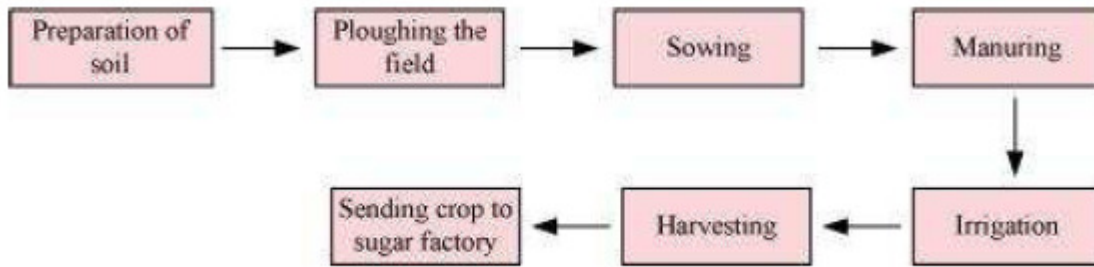 Preparation of
soil
Ploughing the
field
Sowing
Manuring
Irrigation
Harvesting
Sending crop to
sugar factory